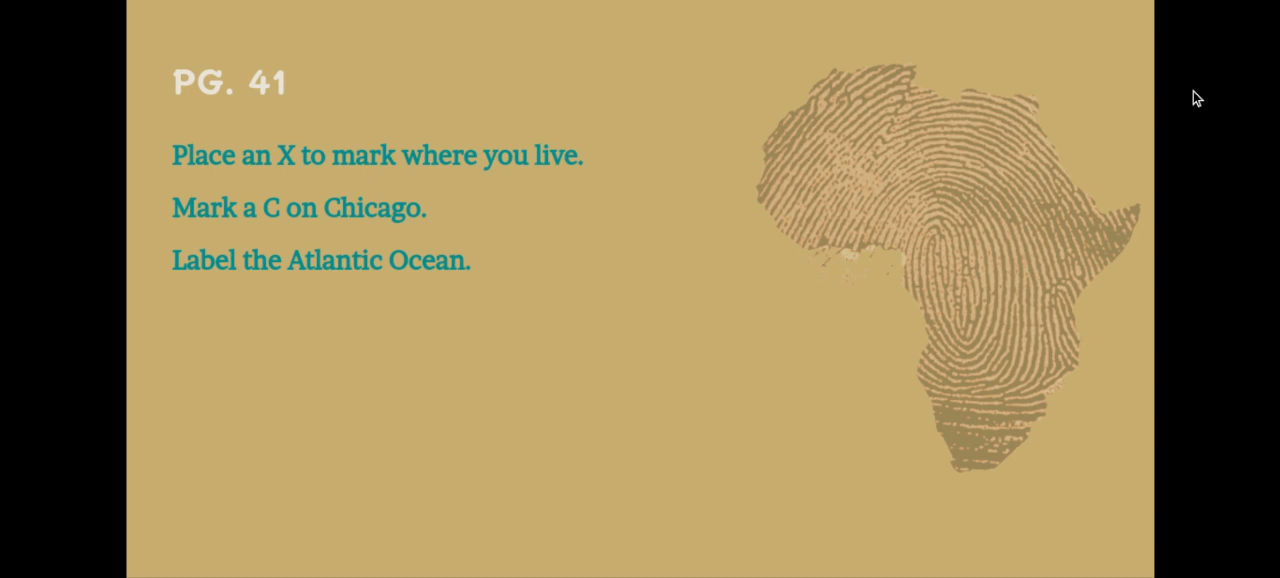 PG. 41
Place an X to mark where you live.
Mark a C on Chicago.
Label the Atlantic Ocean.